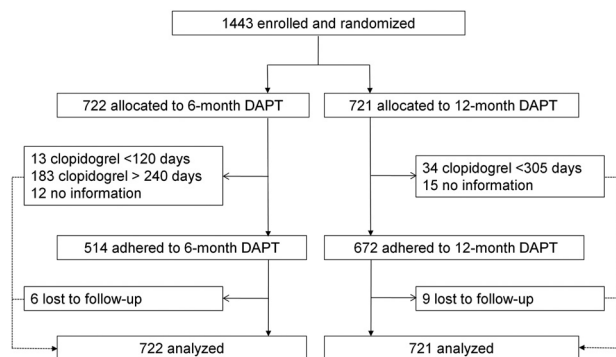 1443 enrolled and randomized
722 allocated to 6-month DAPT
721 allocated to 12-month DAPT
13 clopidogrel <120 days
183 clopidogrel > 240 days
12 no information
34 clopidogrel <305 days
15 no information
514 adhered to 6-month DAPT
672 adhered to 12-month DAPT
6 lost to follow-up
9 lost to follow-up
722 analyzed
721 analyzed